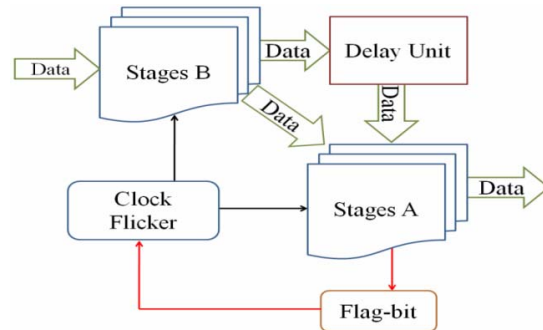 Data
Stages B
Data
Delay Unit
Data
Data
Clock
Flicker
Stages A
Data
Flag-bit